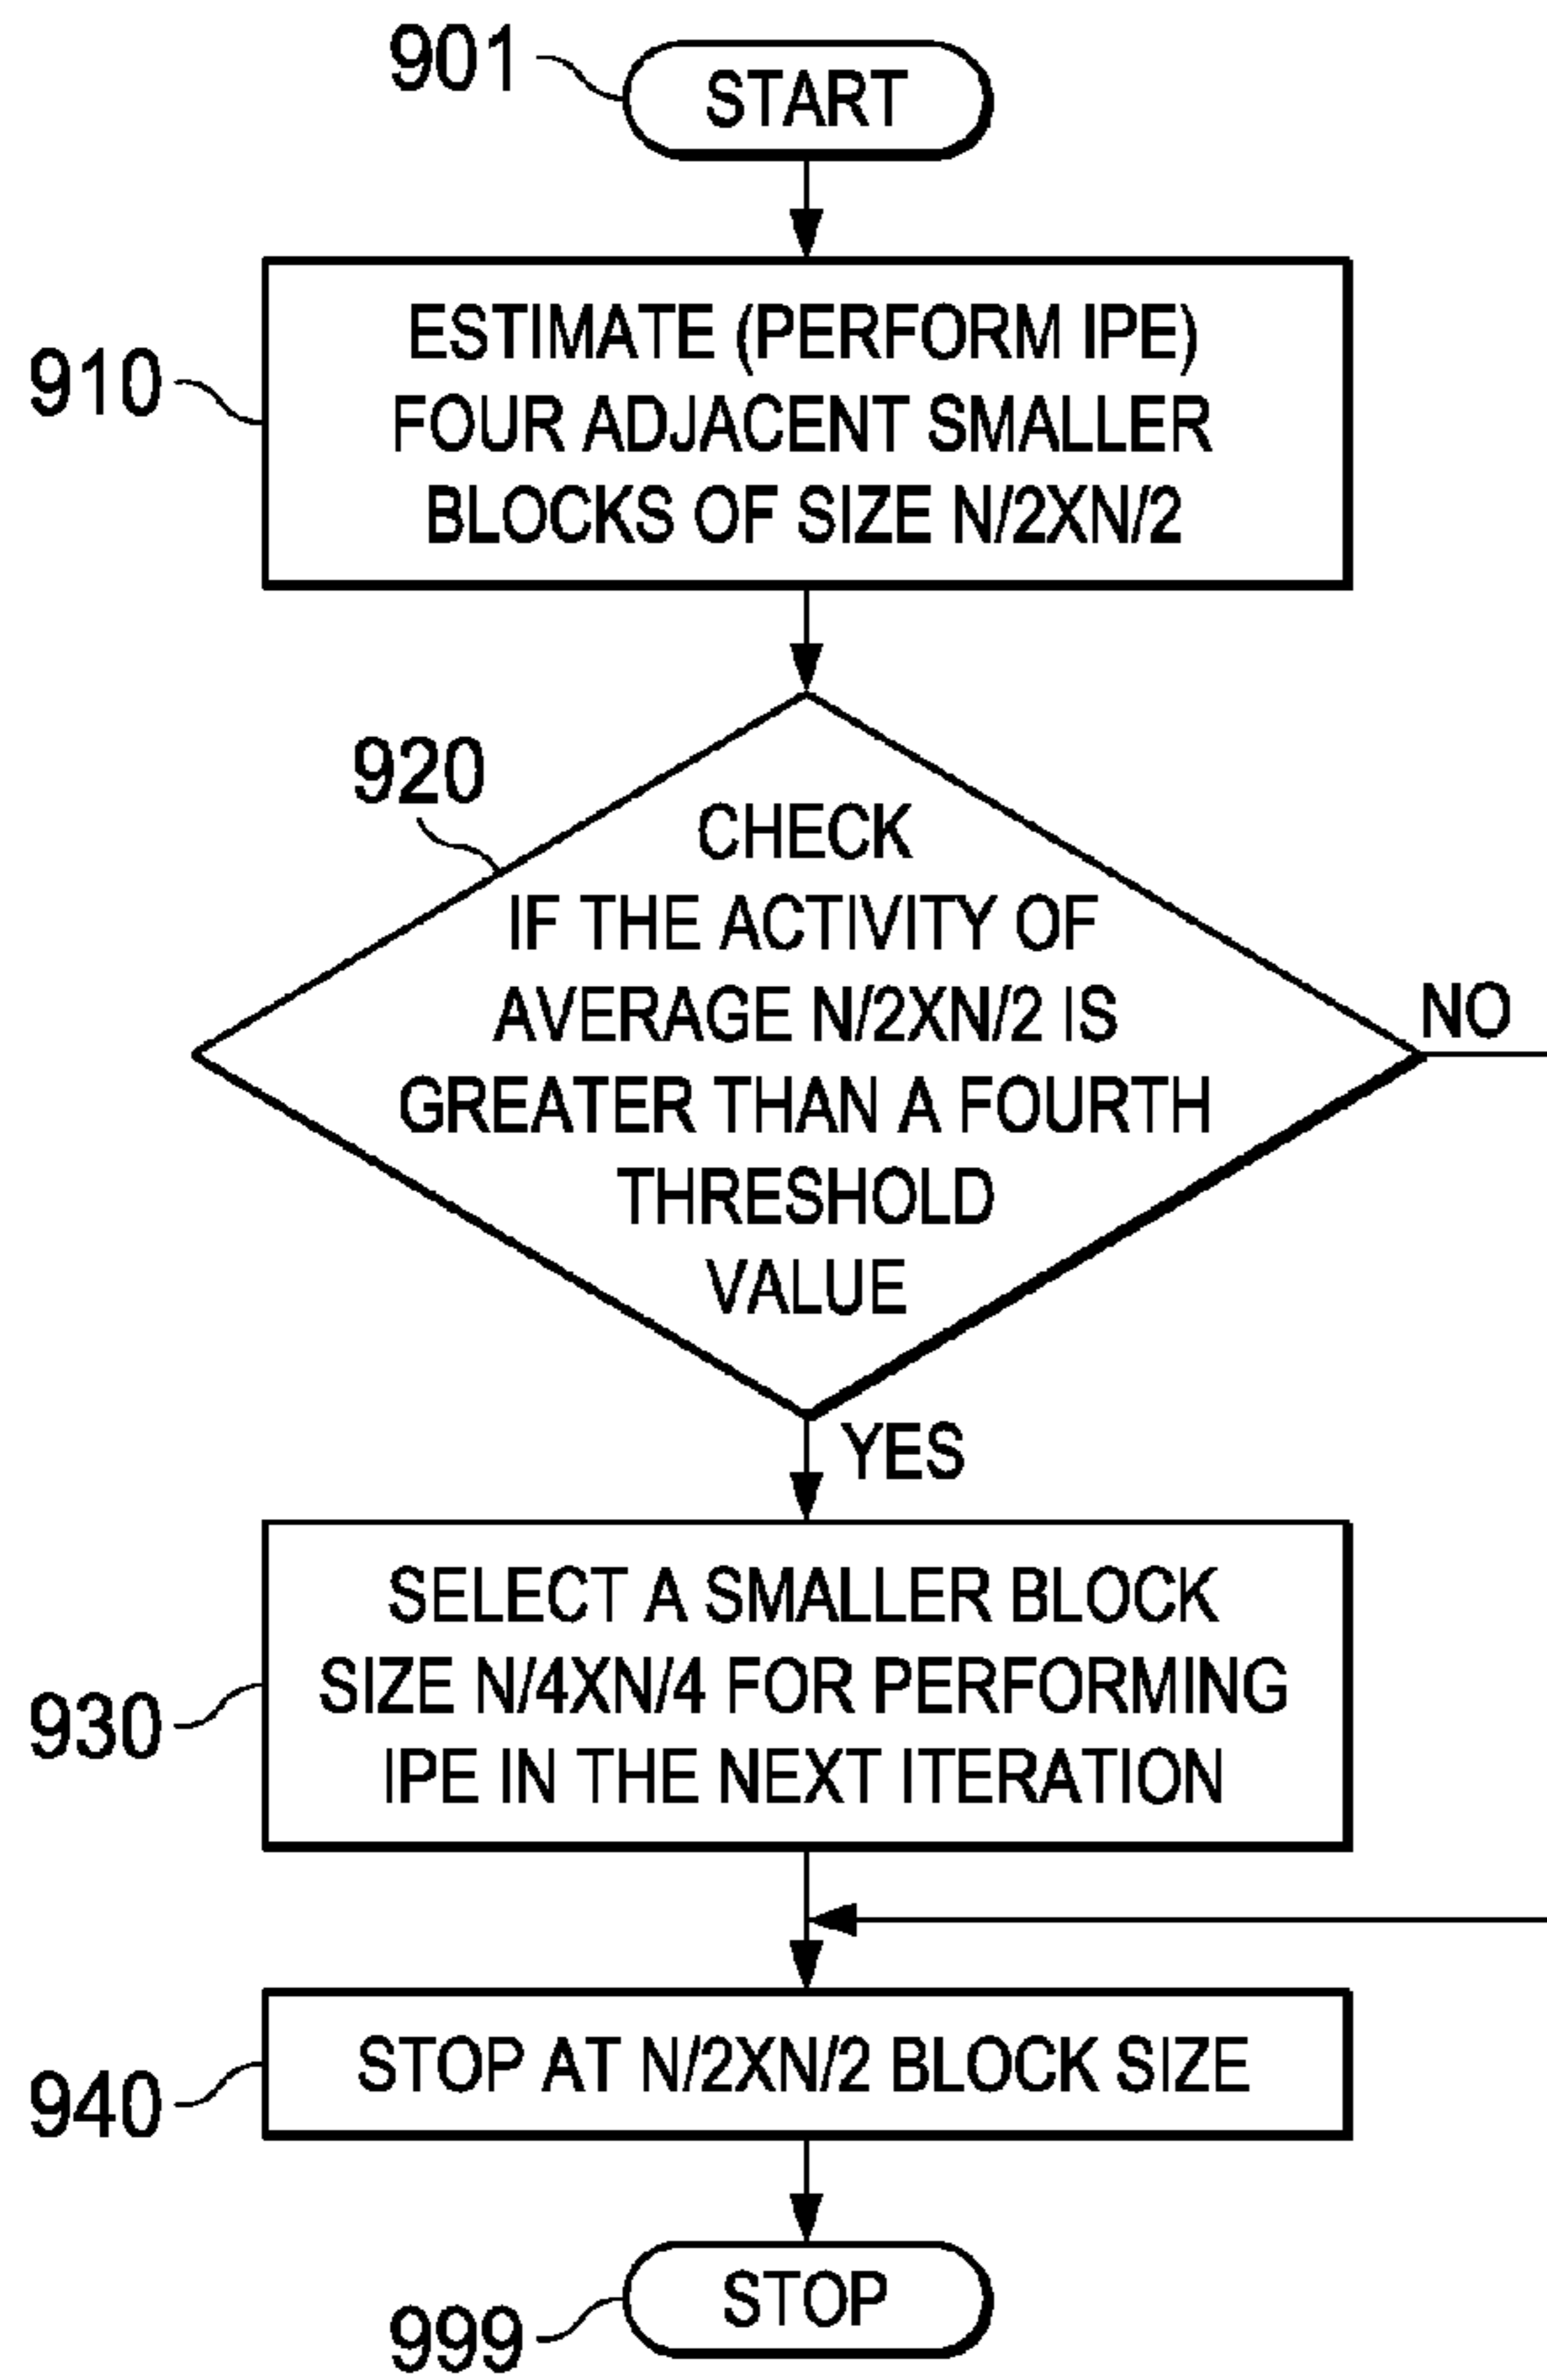 901
START
910
ESTIMATE (PERFORM IPE)
FOUR ADJACENT SMALLER
BLOCKS OF SIZE N/2XN/2
920
CHECK
IF THE ACTIVITY OF
AVERAGE N/2XN/2 IS
GREATER THAN A FOURTH
THRESHOLD
VALUE
NO
YES
930
SELECT A SMALLER BLOCK
SIZE N/4XN/4 FOR PERFORMING
IPE IN THE NEXT ITERATION
940
STOP AT N/2XN/2 BLOCK SIZE
999
STOP